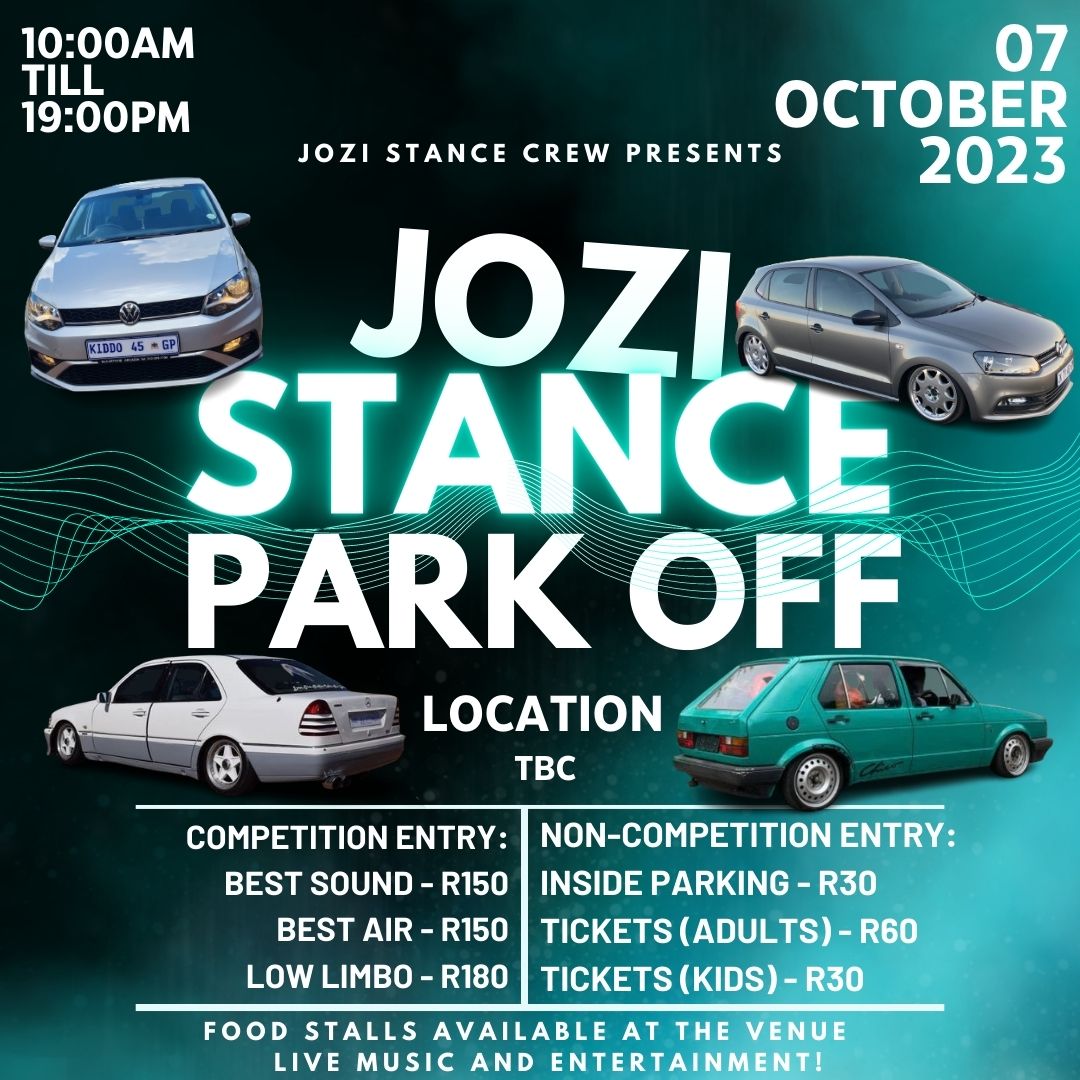 10:00AM
TILL
19:00PM
07
OCTOBER
2023
JOZI STANCE CREW PRESENTS
KIDDO 45 GP
JOZI
STANCE
PARK OFF
LOCATION
TBC
Chico
COMPETITION ENTRY:
BEST SOUND - R150
BEST AIR - R150
LOW LIMBO - R180
NON-COMPETITION ENTRY:
INSIDE PARKING - R30
TICKETS (ADULTS) - R60
TICKETS (KIDS) - R30
FOOD STALLS AVAILABLE AT THE VENUE
LIVE MUSIC AND ENTERTAINMENT!